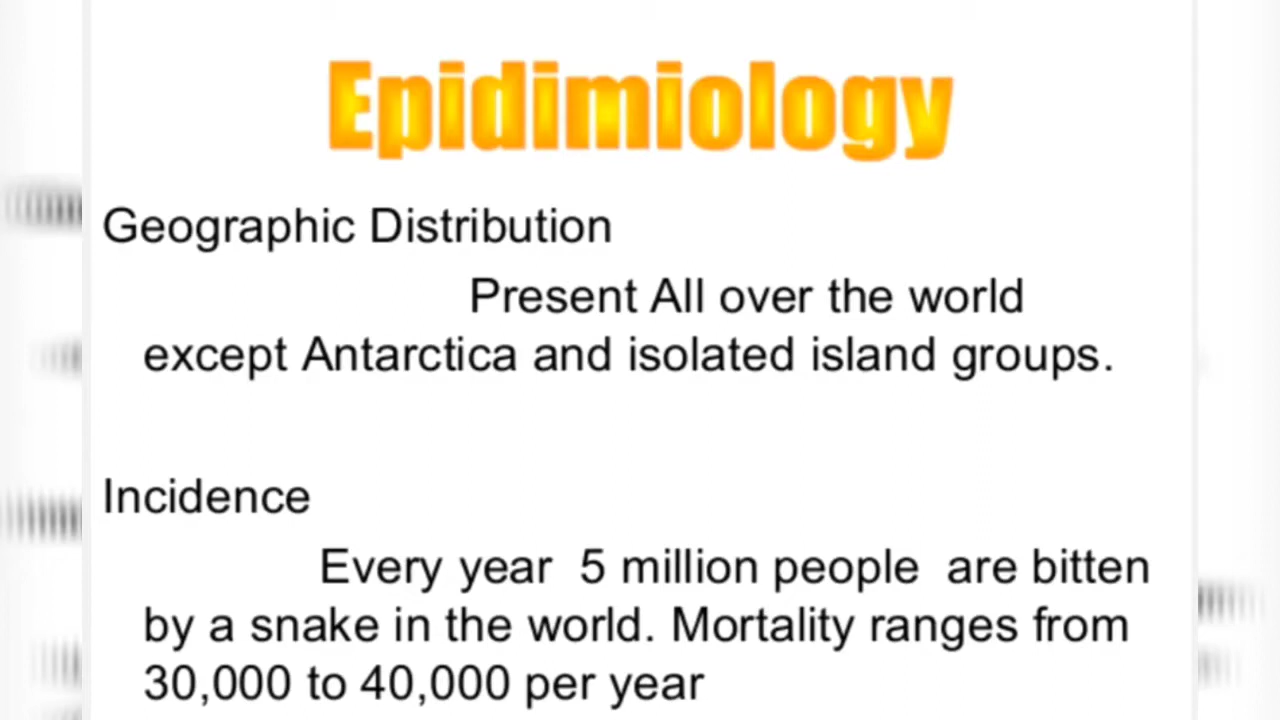 Epidimiology
Geographic Distribution
Present All over the world
except Antarctica and isolated island groups.
Incidence
Every year 5 million people are bitten
by a snake in the world. Mortality ranges from
30,000 to 40,000 per year